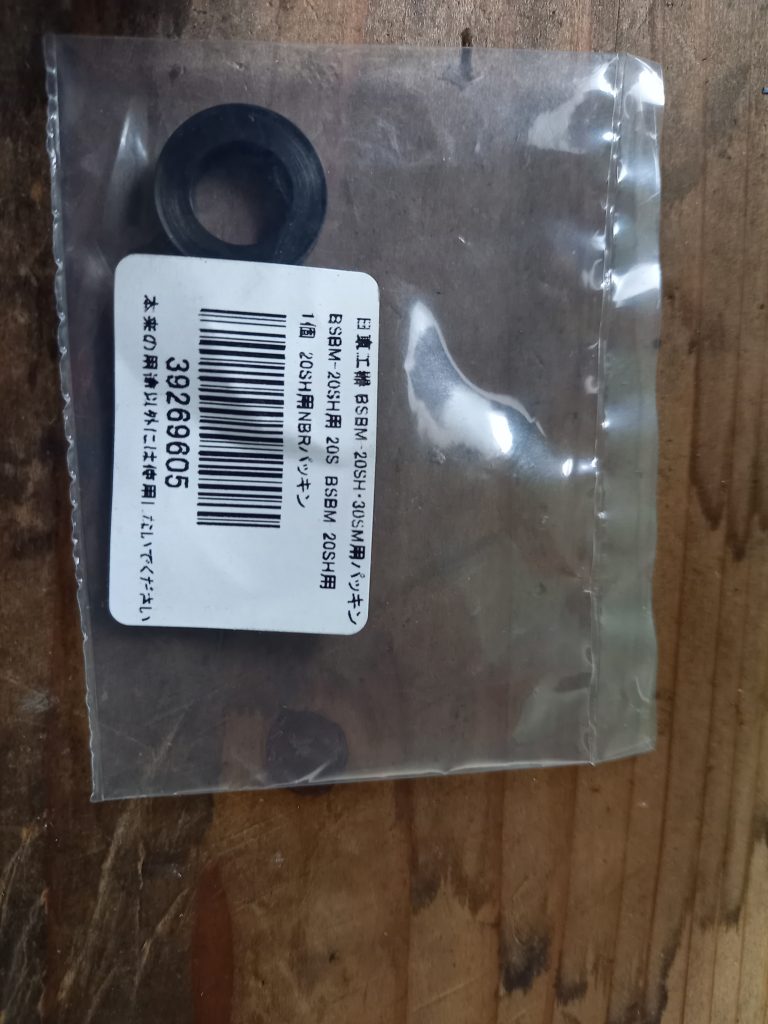 日東工器 BSBM-20SH・30SM用パッキン
BSBM-20SH用 20S BSBM 20SH用
1個 20SH用NBRパッキン
39269605
本来の用途以外には使用しないでください